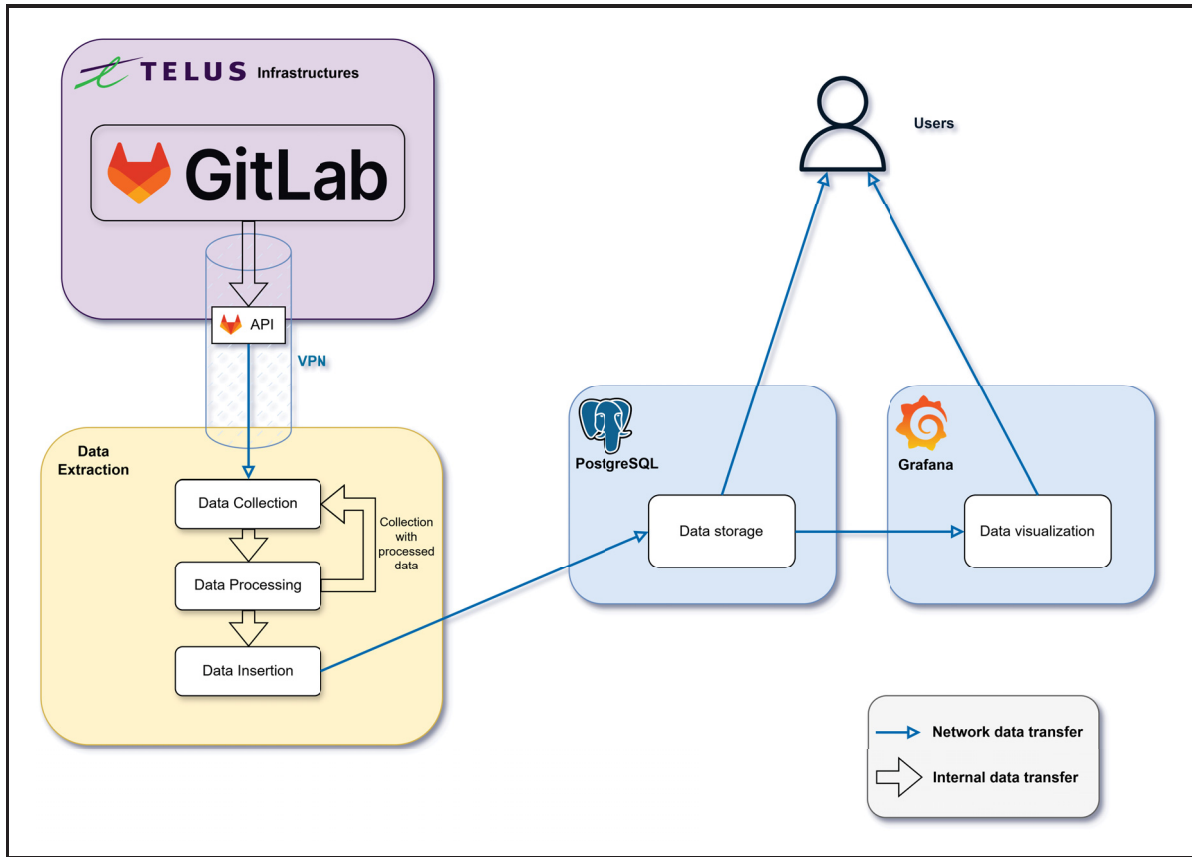 TELUS Infrastructures
GitLab
API
VPN
Users
Data
Extraction
Data Collection
Collection
with
processed
data
Data Processing
Data Insertion
PostgreSQL
Data storage
Grafana
Data visualization
Network data transfer
Internal data transfer